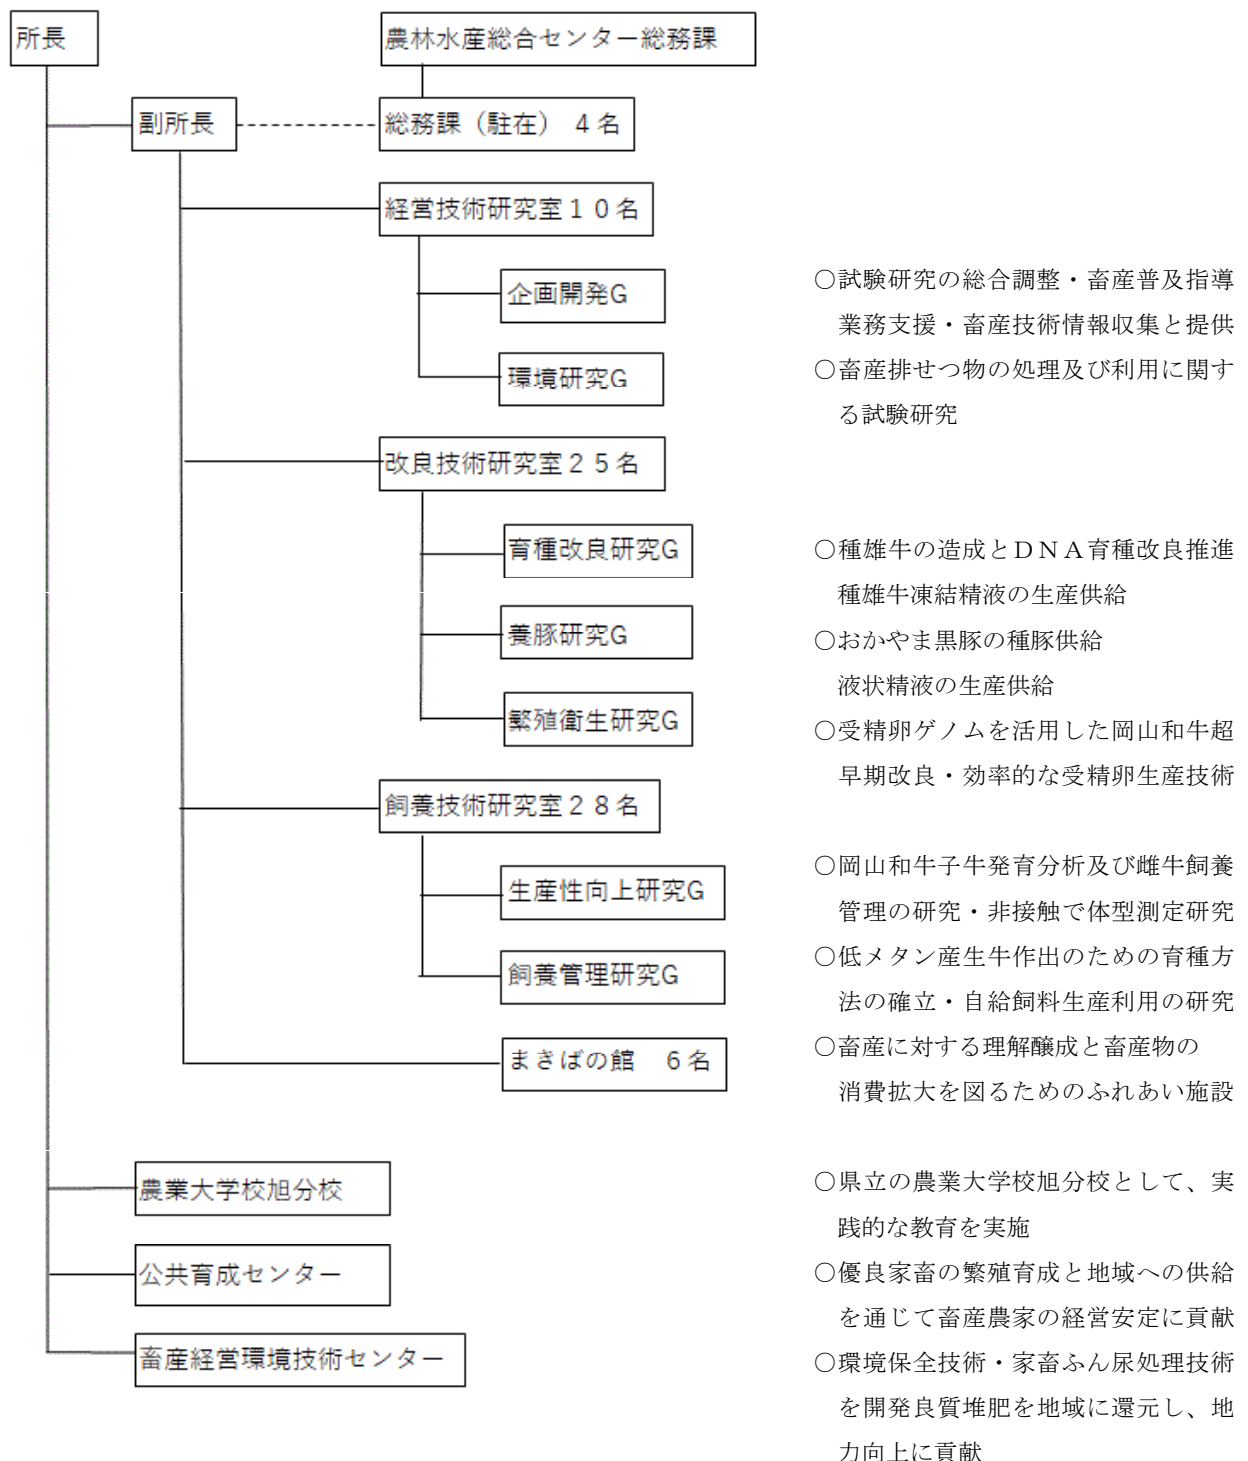 所長
農林水産総合センター総務課
副所長
総務課（駐在） 4名
経営技術研究室１０名
企画開発G
環境研究G
改良技術研究室２５名
育種改良研究G
養豚研究G
繁殖衛生研究G
飼養技術研究室２８名
生産性向上研究G
飼養管理研究G
まきばの館　6名
農業大学校旭分校
公共育成センター
畜産経営環境技術センター
〇試験研究の総合調整・畜産普及指導
業務支援・畜産技術情報収集と提供
〇畜産排せつ物の処理及び利用に関す
る試験研究
〇種雄牛の造成とＤＮＡ育種改良推進
種雄牛凍結精液の生産供給
〇おかやま黒豚の種豚供給
液状精液の生産供給
〇受精卵ゲノムを活用した岡山和牛超
早期改良・効率的な受精卵生産技術
〇岡山和牛子牛発育分析及び雌牛飼養
管理の研究・非接触で体型測定研究
〇低メタン産生牛作出のための育種方
法の確立・自給飼料生産利用の研究
〇畜産に対する理解醸成と畜産物の
消費拡大を図るためのふれあい施設
〇県立の農業大学校旭分校として、実
践的な教育を実施
〇優良家畜の繁殖育成と地域への供給
を通じて畜産農家の経営安定に貢献
〇環境保全技術・家畜ふん尿処理技術
を開発良質堆肥を地域に還元し、地
力向上に貢献